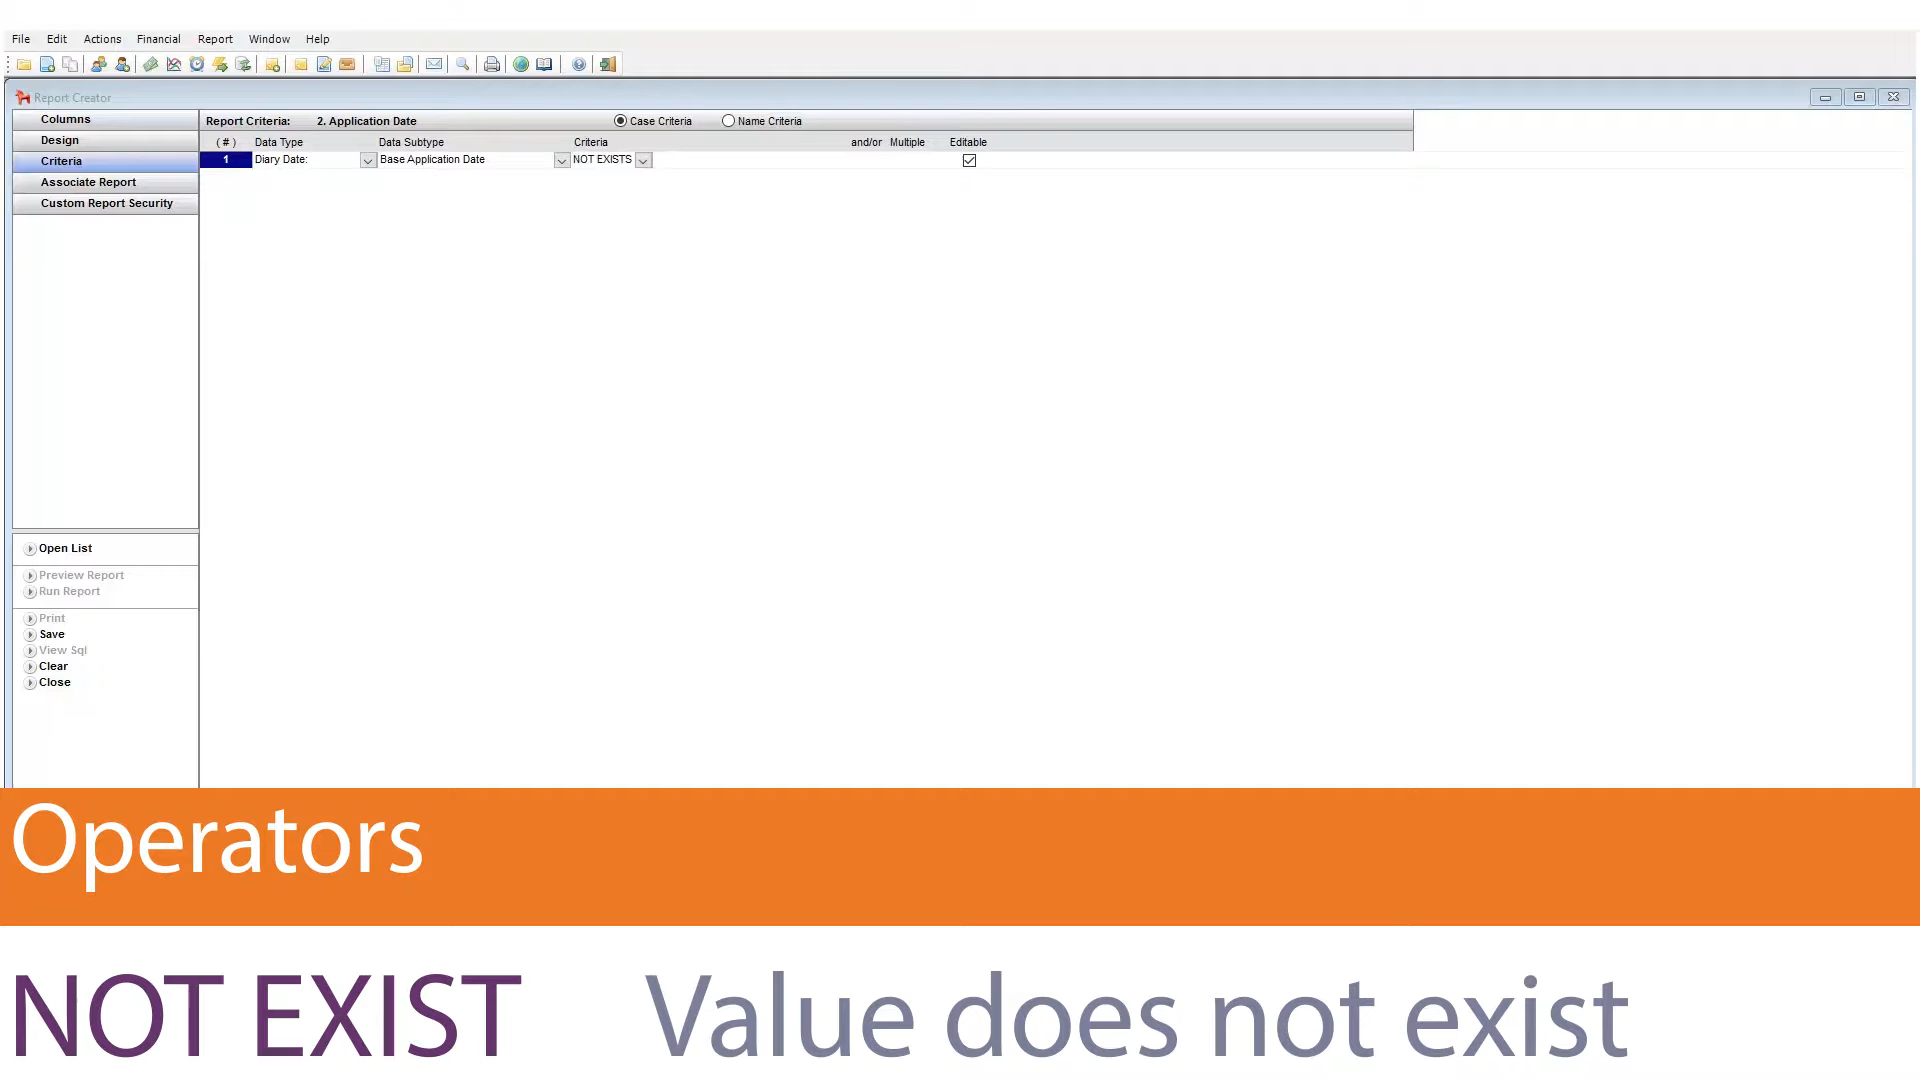 File Edit Actions Financial Report Window Help
Report Creator
Columns
Design
Criteria
Associate Report
Custom Report Security
Report Criteria: 2. Application Date Case Criteria Name Criteria
( # ) Data Type Data Subtype Criteria and/or Multiple Editable
1 Diary Date: Base Application Date NOT EXISTS
Open List
Preview Report
Run Report
Print
Save
View Sql
Clear
Close
Operators
NOT EXIST Value does not exist